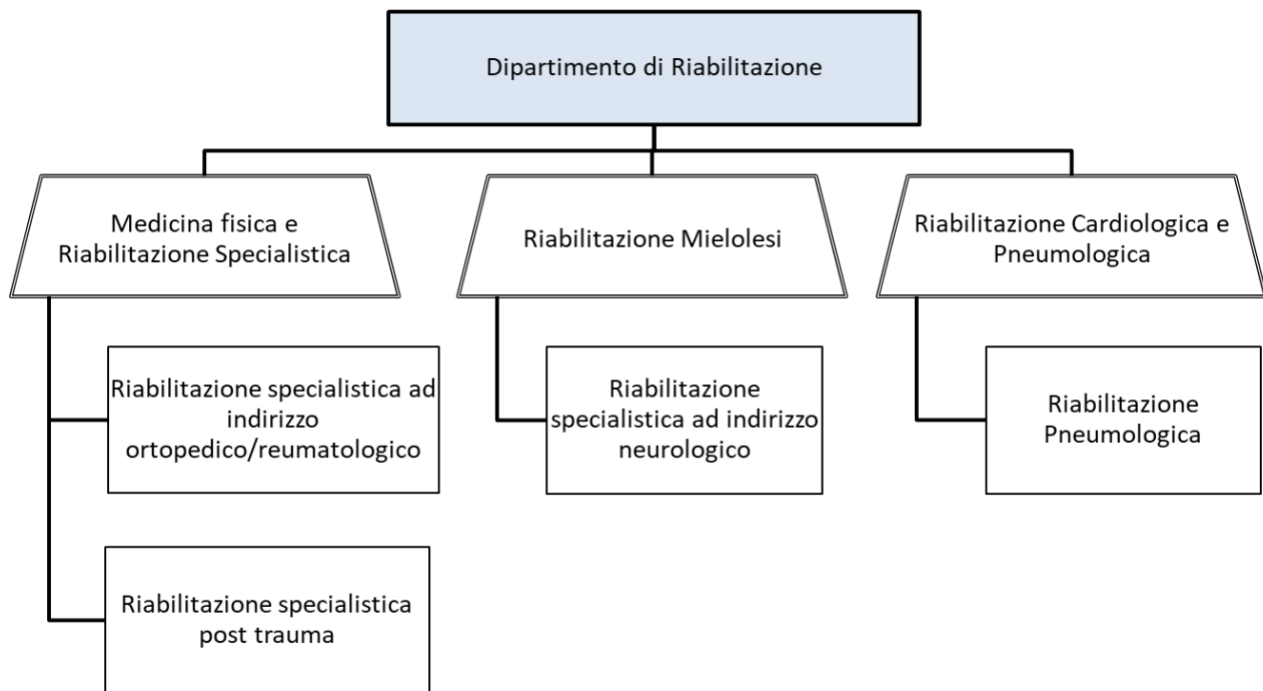 Dipartimento di Riabilitazione
Medicina fisica e
Riabilitazione Specialistica
Riabilitazione Mielolesi
Riabilitazione Cardiologica e
Pneumologica
Riabilitazione specialistica ad
indirizzo
ortopedico/reumatologico
Riabilitazione
specialistica ad indirizzo
neurologico
Riabilitazione
Pneumologica
Riabilitazione specialistica
post trauma